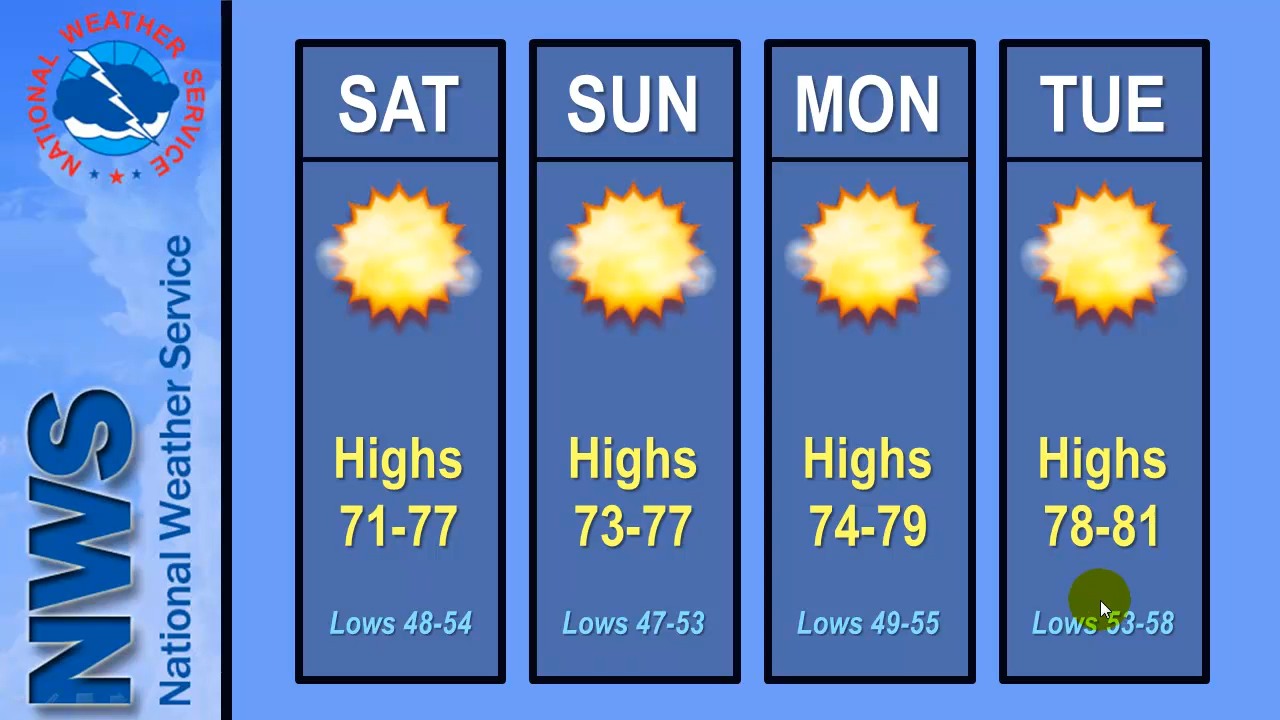 NATIONAL WEATHER SERVICE
NWS
National Weather Service
SAT
Highs
71-77
Lows 48-54
SUN
Highs
73-77
Lows 47-53
MON
Highs
74-79
Lows 49-55
TUE
Highs
78-81
Lows 53-58